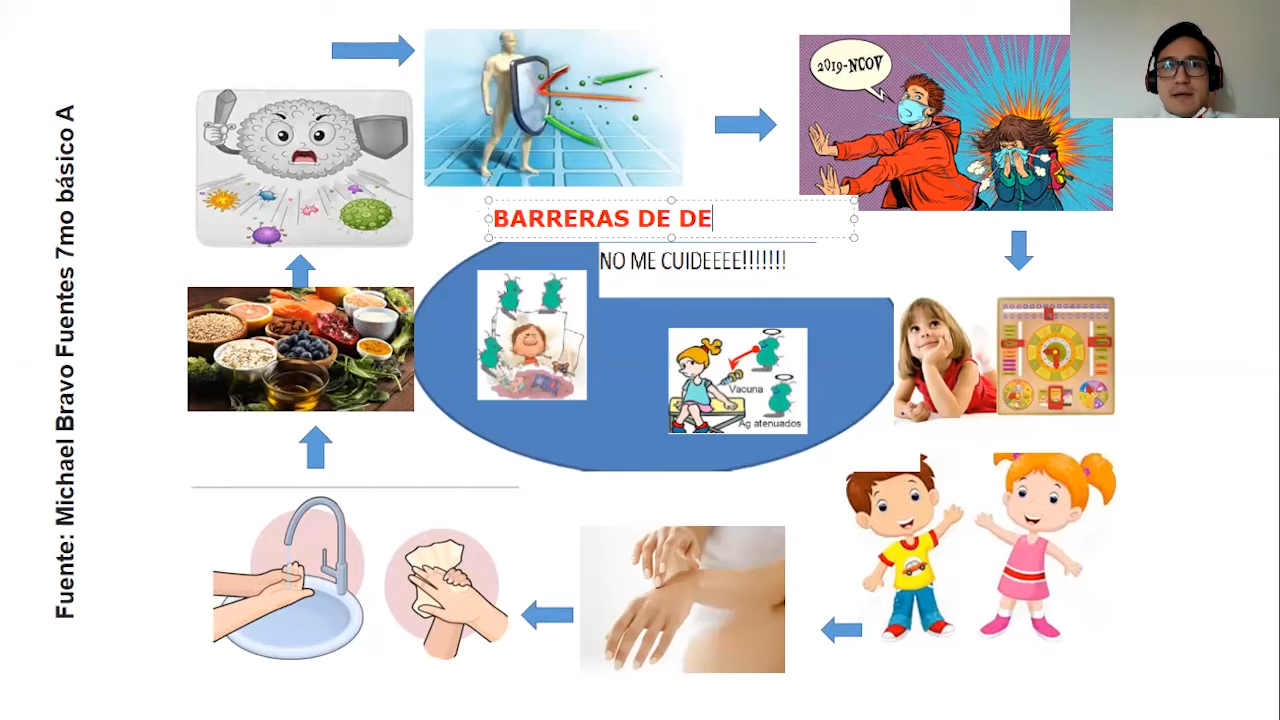 Fuente: Michael Bravo Fuentes 7mo básico A
2019-NCOV
BARRERAS DE DE
NO ME CUIDEEEE!!!!!!!
Vacuna
Ag atenuados